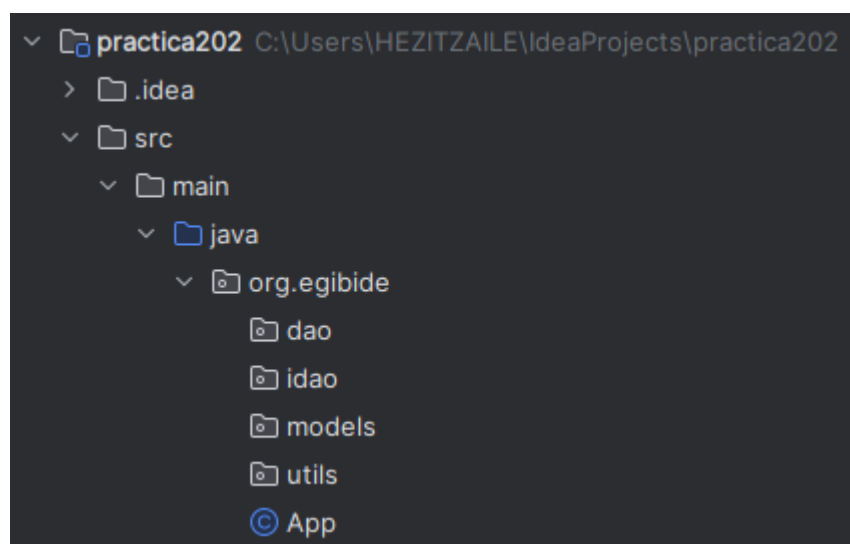 practica202 C:\Users\HEZITZAILE\IdeaProjects\practica202
.idea
src
main
java
org.egibide
dao
idao
models
utils
C App